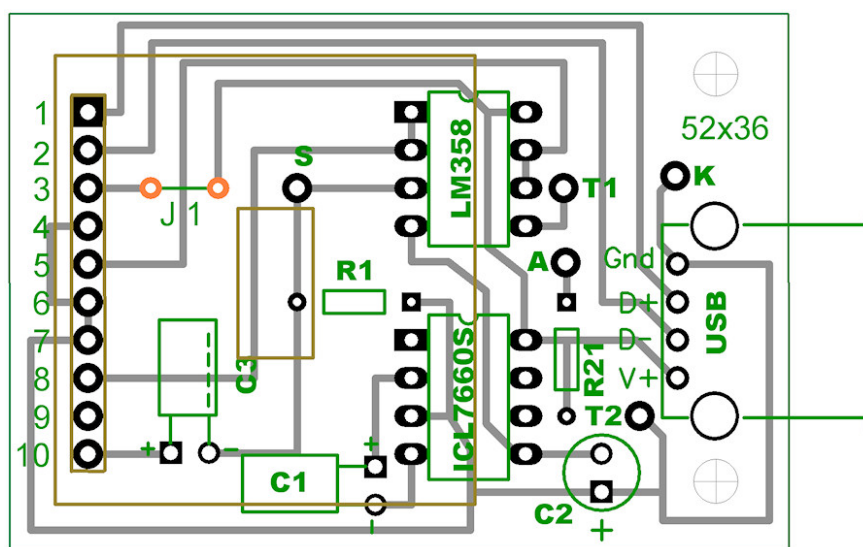 1
2
3
4
5
6
7
8
9
10
J 1
S
R1
C3
+
−
C1
+
-
LM358
ICL7660S
T1
A
R21
T2
C2
+
52x36
K
Gnd
D+
D-
V+
USB